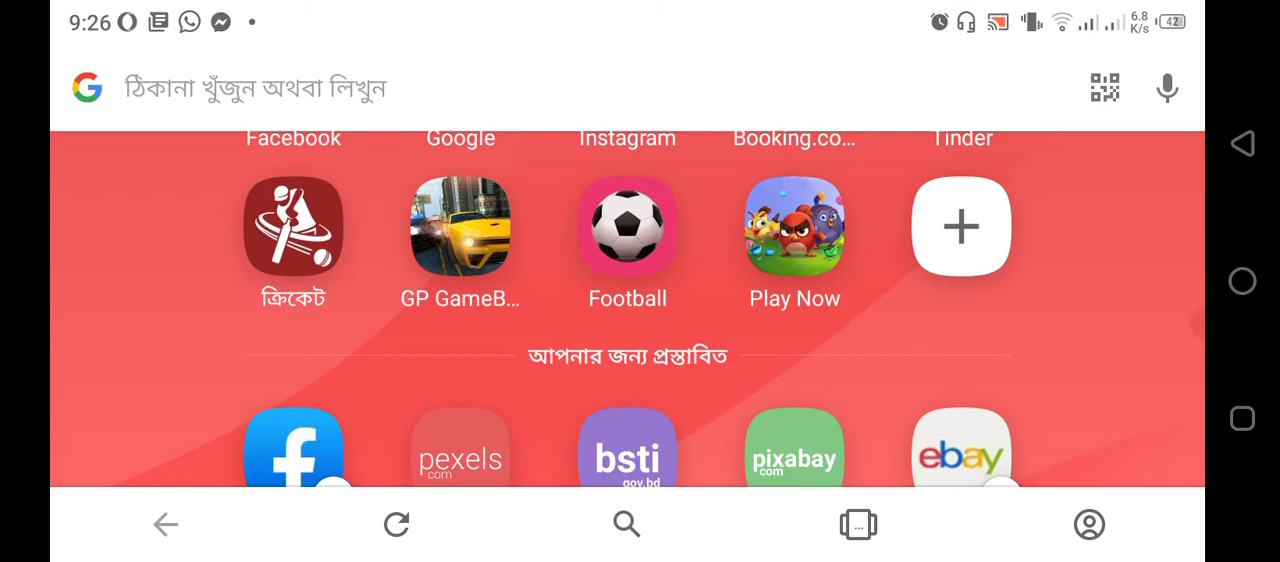 9:26
6.8
K/s
42
ঠিকানা খুঁজুন অথবা লিখুন
Facebook Google Instagram Booking.co... Tinder
ক্রিকেট GP GameB... Football Play Now
আপনার জন্য প্রস্তাবিত
pexels
com
bsti
gov.bd
pixabay
com
ebay